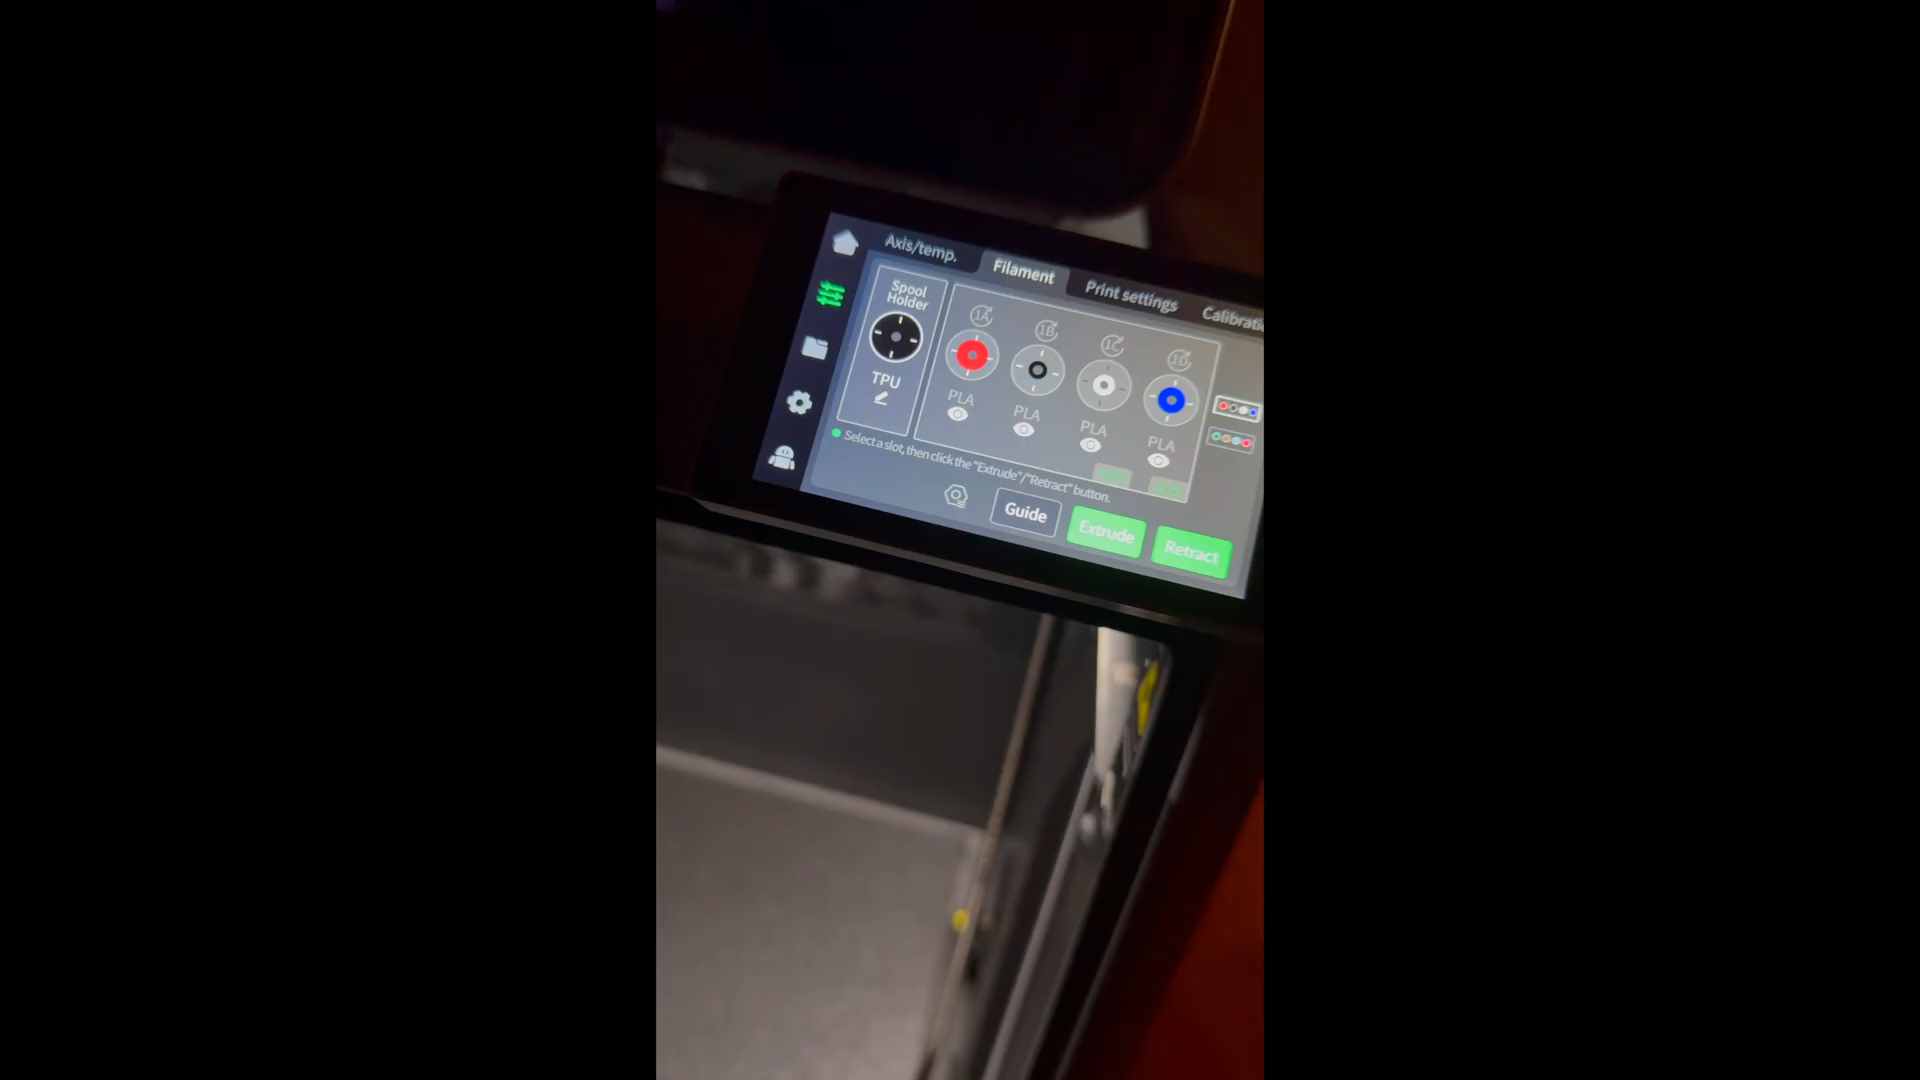 Axis/temp.
Filament
Print settings
Calibrati
Spool
Holder
TPU
1A
1B
1C
1D
PLA
PLA
PLA
PLA
Select a slot, then click the "Extrude"/"Retract" button.
Guide
Extrude
Retract